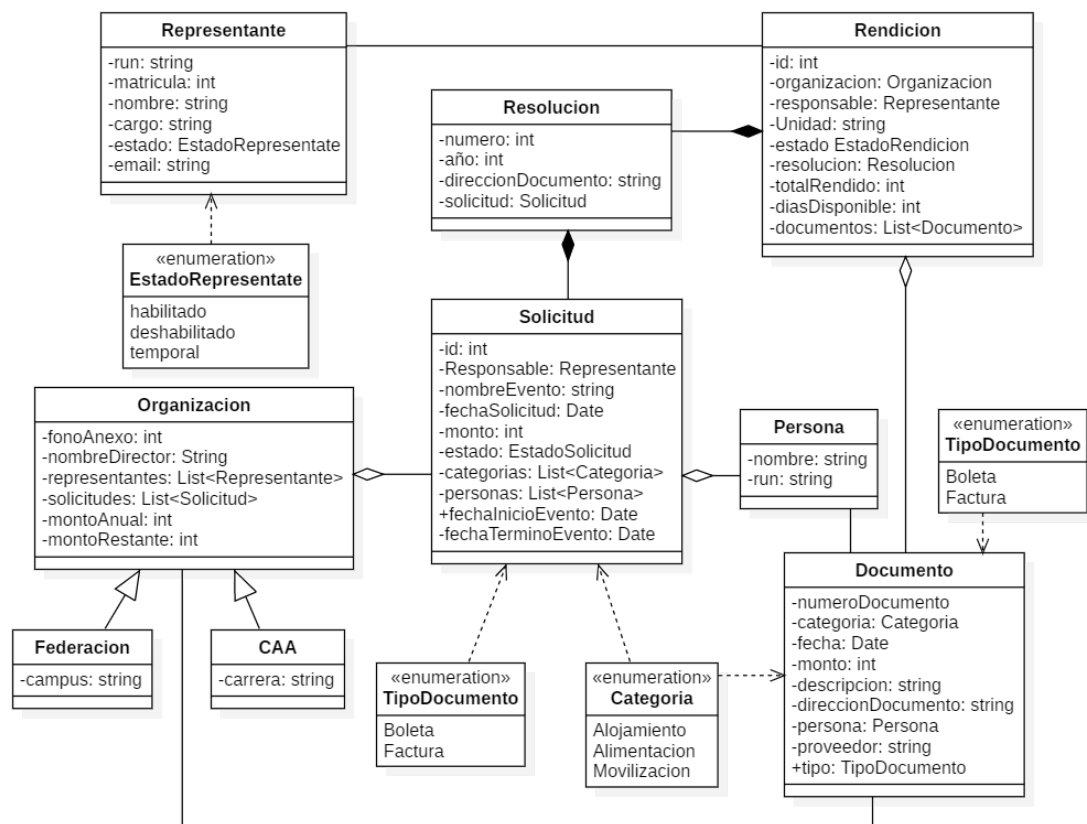 Representante
-run: string
-matricula: int
-nombre: string
-cargo: string
-estado: EstadoRepresentate
-email: string
Rendicion
-id: int
-organizacion: Organizacion
-responsable: Representante
-Unidad: string
-estado EstadoRendicion
-resolucion: Resolucion
-totalRendido: int
-diasDisponible: int
-documentos: List<Documento>
Resolucion
-numero: int
-año: int
-direccionDocumento: string
-solicitud: Solicitud
«enumeration»
EstadoRepresentate
habilitado
deshabilitado
temporal
Solicitud
-id: int
-Responsable: Representante
-nombreEvento: string
-fechaSolicitud: Date
-monto: int
-estado: EstadoSolicitud
-categorias: List<Categoria>
-personas: List<Persona>
+fechaInicioEvento: Date
-fechaTerminoEvento: Date
Organizacion
-fonoAnexo: int
-nombreDirector: String
-representantes: List<Representante>
-solicitudes: List<Solicitud>
-montoAnual: int
-montoRestante: int
Persona
-nombre: string
-run: string
«enumeration»
TipoDocumento
Boleta
Factura
Documento
-numeroDocumento
-categoria: Categoria
-fecha: Date
-monto: int
-descripcion: string
-direccionDocumento: string
-persona: Persona
-proveedor: string
+tipo: TipoDocumento
Federacion
-campus: string
CAA
-carrera: string
«enumeration»
TipoDocumento
Boleta
Factura
«enumeration»
Categoría
Alojamiento
Alimentacion
Movilizacion